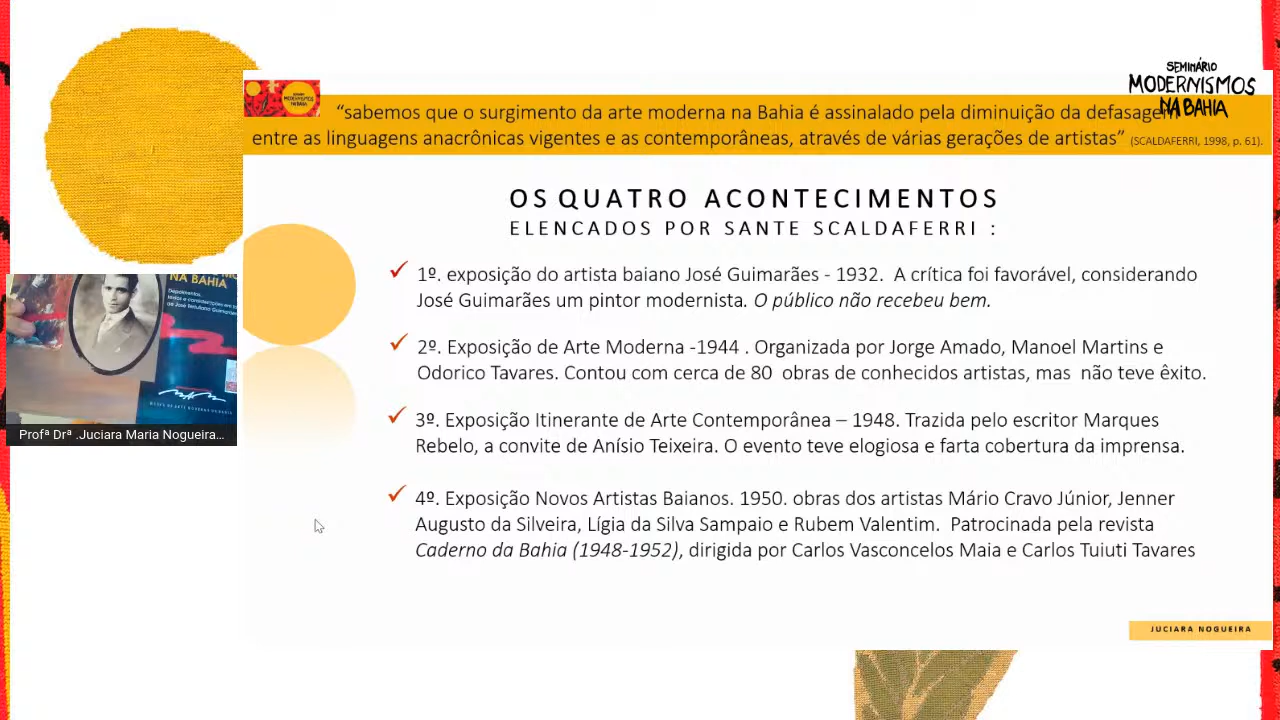 SEMINÁRIO
MODERNISMOS
NA BAHIA
“sabemos que o surgimento da arte moderna na Bahia é assinalado pela diminuição da defasagem
entre as linguagens anacrônicas vigentes e as contemporâneas, através de várias gerações de artistas” (SCALDAFERRI, 1998, p. 61).
OS QUATRO ACONTECIMENTOS
ELENCADOS POR SANTE SCALDAFERRI :
1º. exposição do artista baiano José Guimarães - 1932. A crítica foi favorável, considerando
José Guimarães um pintor modernista. O público não recebeu bem.
2º. Exposição de Arte Moderna -1944 . Organizada por Jorge Amado, Manoel Martins e
Odorico Tavares. Contou com cerca de 80 obras de conhecidos artistas, mas não teve êxito.
3º. Exposição Itinerante de Arte Contemporânea – 1948. Trazida pelo escritor Marques
Rebelo, a convite de Anísio Teixeira. O evento teve elogiosa e farta cobertura da imprensa.
4º. Exposição Novos Artistas Baianos. 1950. obras dos artistas Mário Cravo Júnior, Jenner
Augusto da Silveira, Lígia da Silva Sampaio e Rubem Valentim. Patrocinada pela revista
Caderno da Bahia (1948-1952), dirigida por Carlos Vasconcelos Maia e Carlos Tuiuti Tavares
JUCIARA NOGUEIRA
NA BAHIA
Depoimentos,
de José Tertuliano Guimarães
Profª Drª .Juciara Maria Nogueira...